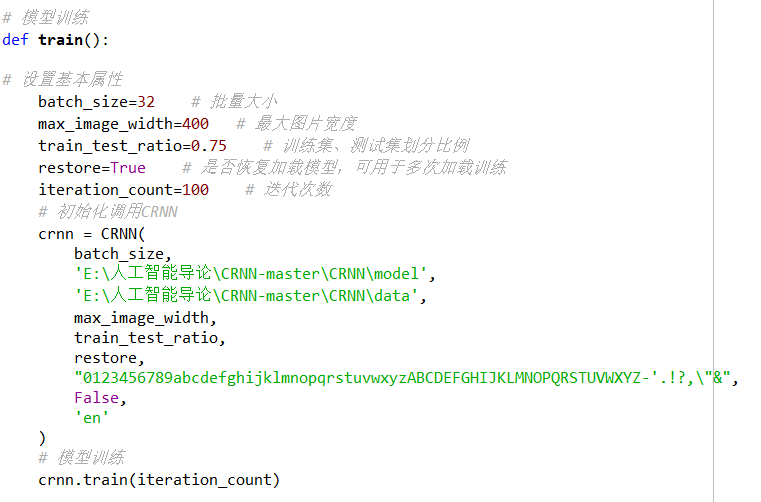 # 模型训练
def train():
# 设置基本属性
batch_size=32    # 批量大小
max_image_width=400   # 最大图片宽度
train_test_ratio=0.75    # 训练集、测试集划分比例
restore=True    # 是否恢复加载模型，可用于多次加载训练
iteration_count=100    # 迭代次数
# 初始化调用CRNN
crnn = CRNN(
batch_size,
'E:\人工智能导论\CRNN-master\CRNN\model',
'E:\人工智能导论\CRNN-master\CRNN\data',
max_image_width,
train_test_ratio,
restore,
"0123456789abcdefghijklmnopqrstuvwxyzABCDEFGHIJKLMNOPQRSTUVWXYZ-'.!?,\"&",
False,
'en'
)
# 模型训练
crnn.train(iteration_count)